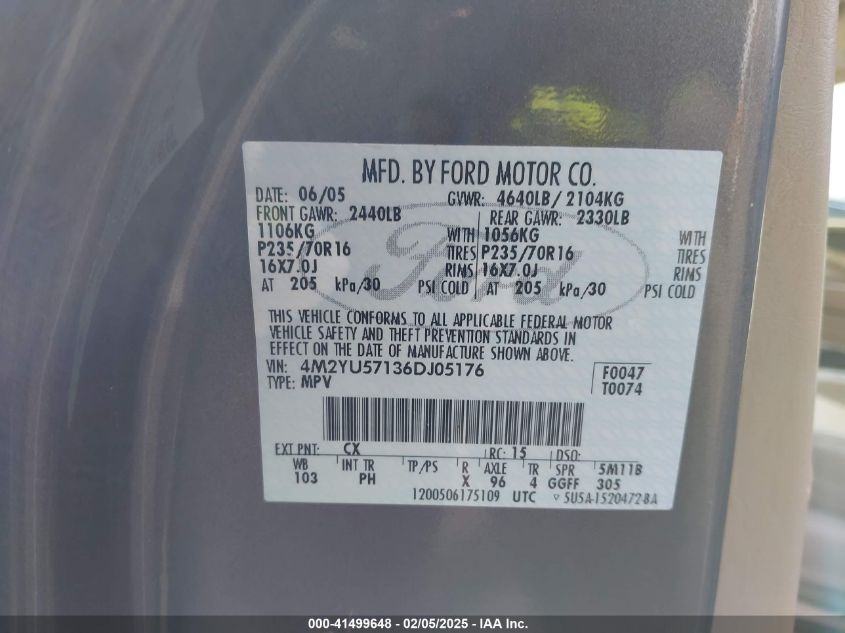 MFD. BY FORD MOTOR CO.
DATE: 06/05 GVWR: 4640LB/ 2104KG
FRONT GAWR: 2440LB REAR GAWR: 2330LB
1106KG WITH 1056KG WITH
P235/70R16 TIRES P235/70R16 TIRES
16X7.0J RIMS 16X7.0J RIMS
AT 205 kPa/30 PSI COLD AT 205 kPa/30 PSI COLD
Ford
THIS VEHICLE CONFORMS TO ALL APPLICABLE FEDERAL MOTOR
VEHICLE SAFETY AND THEFT PREVENTION STANDARDS IN
EFFECT ON THE DATE OF MANUFACTURE SHOWN ABOVE.
VIN: 4M2YU57136DJ05176 F0047
TYPE: MPV T0074
EXT PNT: CX RC: 15 DSO:
WB INT TR TP/PS R AXLE TR SPR 5M11B
103 PH X 96 4 GGFF 305
1200506175109 UTC 5U5A-1520472-BA
000-41499648 - 02/05/2025 - IAA Inc.